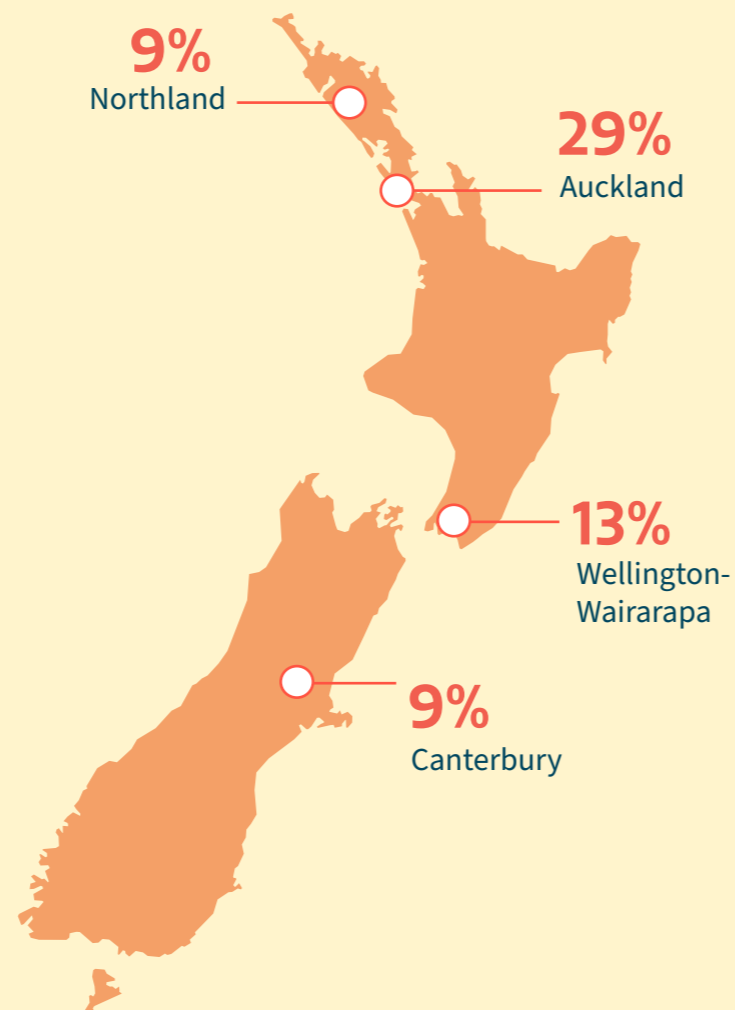 9%
Northland
29%
Auckland
13%
Wellington-
Wairarapa
9%
Canterbury